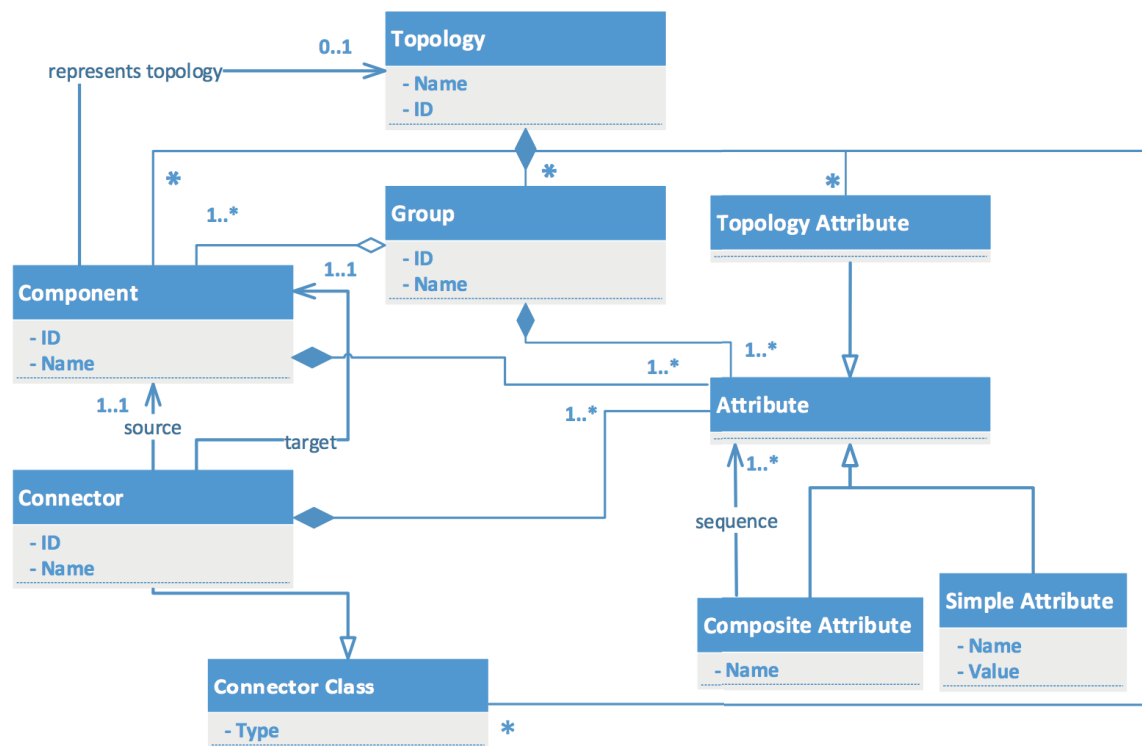 Topology
0..1
represents topology
- Name
- ID
*
*
*
1..*
Group
Topology Attribute
- ID
- Name
1..1
Component
- ID
- Name
1..*
1..*
Attribute
1..1
source
1..*
target
1..*
Connector
- ID
- Name
sequence
Composite Attribute
- Name
Simple Attribute
- Name
- Value
Connector Class
- Type
*